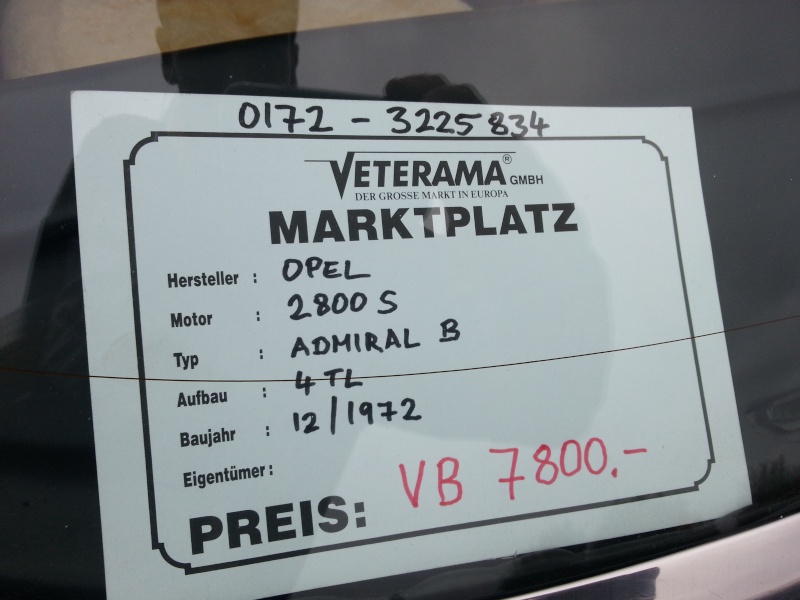 0172 - 3225834
VETERAMA® GMBH
DER GROSSE MARKT IN EUROPA
MARKTPLATZ
Hersteller : OPEL
Motor : 2800 S
Typ : ADMIRAL B
Aufbau : 4 TL
Baujahr : 12/1972
Eigentümer:
PREIS: VB 7800.-